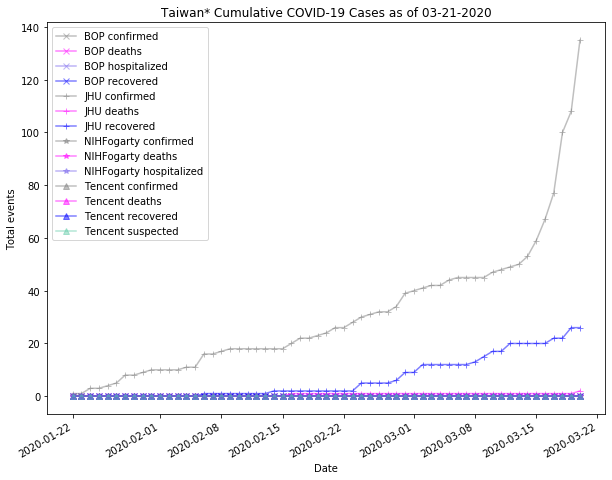 Taiwan* Cumulative COVID-19 Cases as of 03-21-2020
BOP confirmed
BOP deaths
BOP hospitalized
BOP recovered
JHU confirmed
JHU deaths
JHU recovered
NIHFogarty confirmed
NIHFogarty deaths
NIHFogarty hospitalized
Tencent confirmed
Tencent deaths
Tencent recovered
Tencent suspected
Total events
140
120
100
80
60
40
20
0
2020-01-22
2020-02-01
2020-02-08
2020-02-15
2020-02-22
2020-03-01
2020-03-08
2020-03-15
2020-03-22
Date